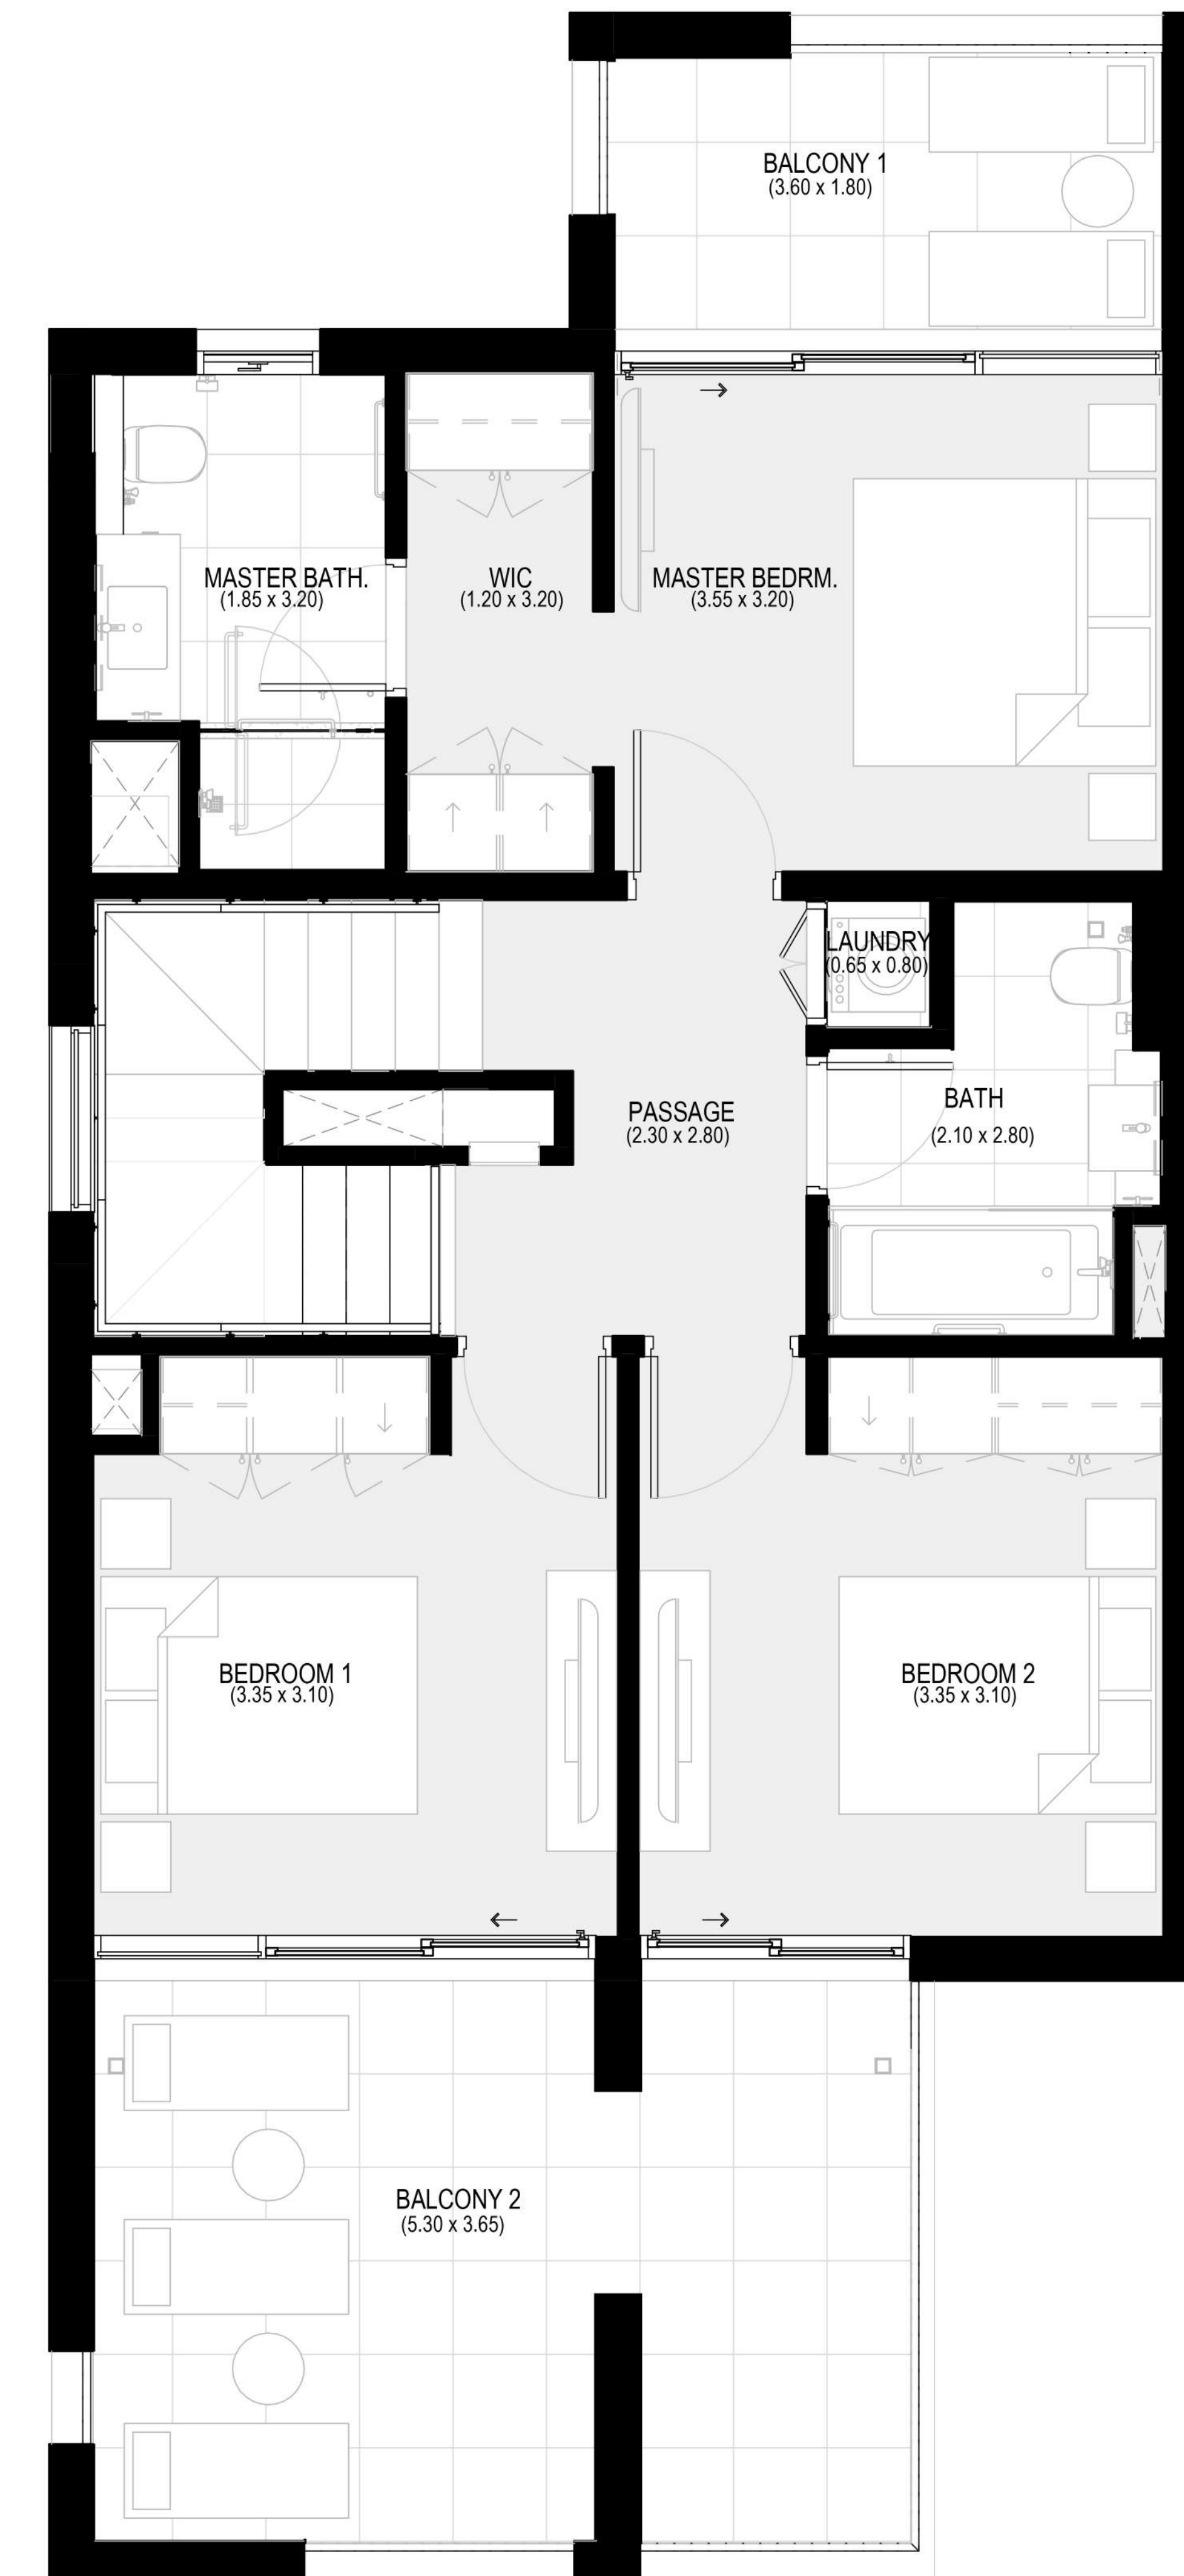 BALCONY 1
(3.60 x 1.80)
MASTER BATH.
(1.85 x 3.20)
WIC
(1.20 x 3.20)
MASTER BEDRM.
(3.55 x 3.20)
LAUNDRY
(0.65 x 0.80)
PASSAGE
(2.30 x 2.80)
BATH
(2.10 x 2.80)
BEDROOM 1
(3.35 x 3.10)
BEDROOM 2
(3.35 x 3.10)
BALCONY 2
(5.30 x 3.65)